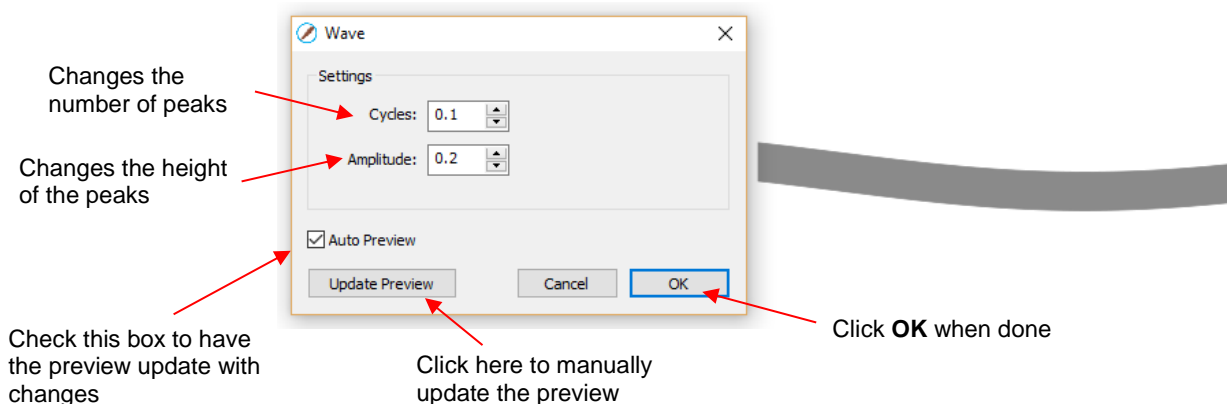 Wave
Changes the
number of peaks
Settings
Cycles: 0.1
Changes the height
of the peaks
Amplitude: 0.2
Auto Preview
Update Preview Cancel OK
Check this box to have
the preview update with
changes
Click here to manually
update the preview
Click OK when done